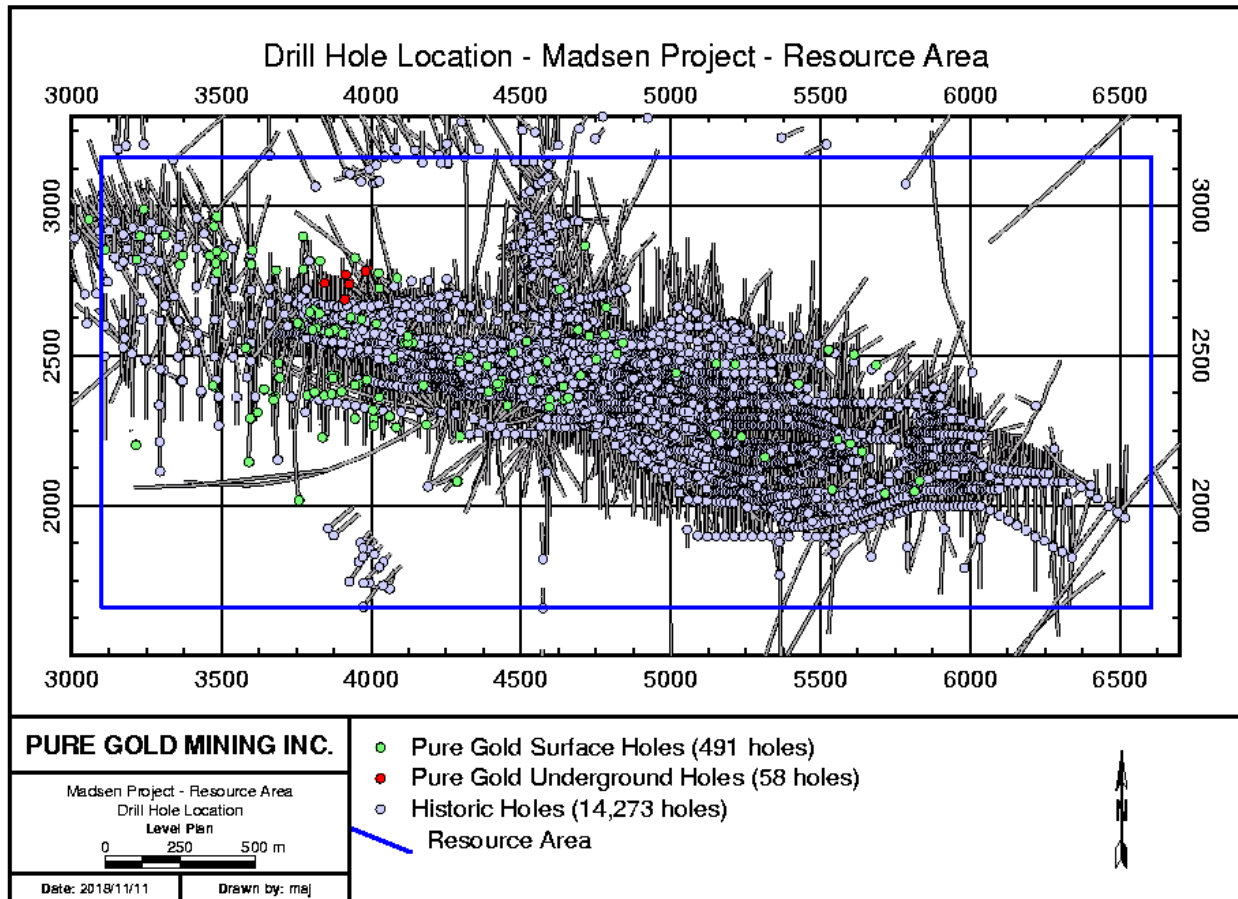 Drill Hole Location - Madsen Project - Resource Area
3000 3500 4000 4500 5000 5500 6000 6500
3000 3000
2500 2500
2000 2000
3000 3500 4000 4500 5000 5500 6000 6500
PURE GOLD MINING INC.
Madsen Project - Resource Area
Drill Hole Location
Level Plan
0 250 500 m
Date: 2018/11/11 Drawn by: maj
Pure Gold Surface Holes (491 holes)
Pure Gold Underground Holes (58 holes)
Historic Holes (14,273 holes)
Resource Area
N